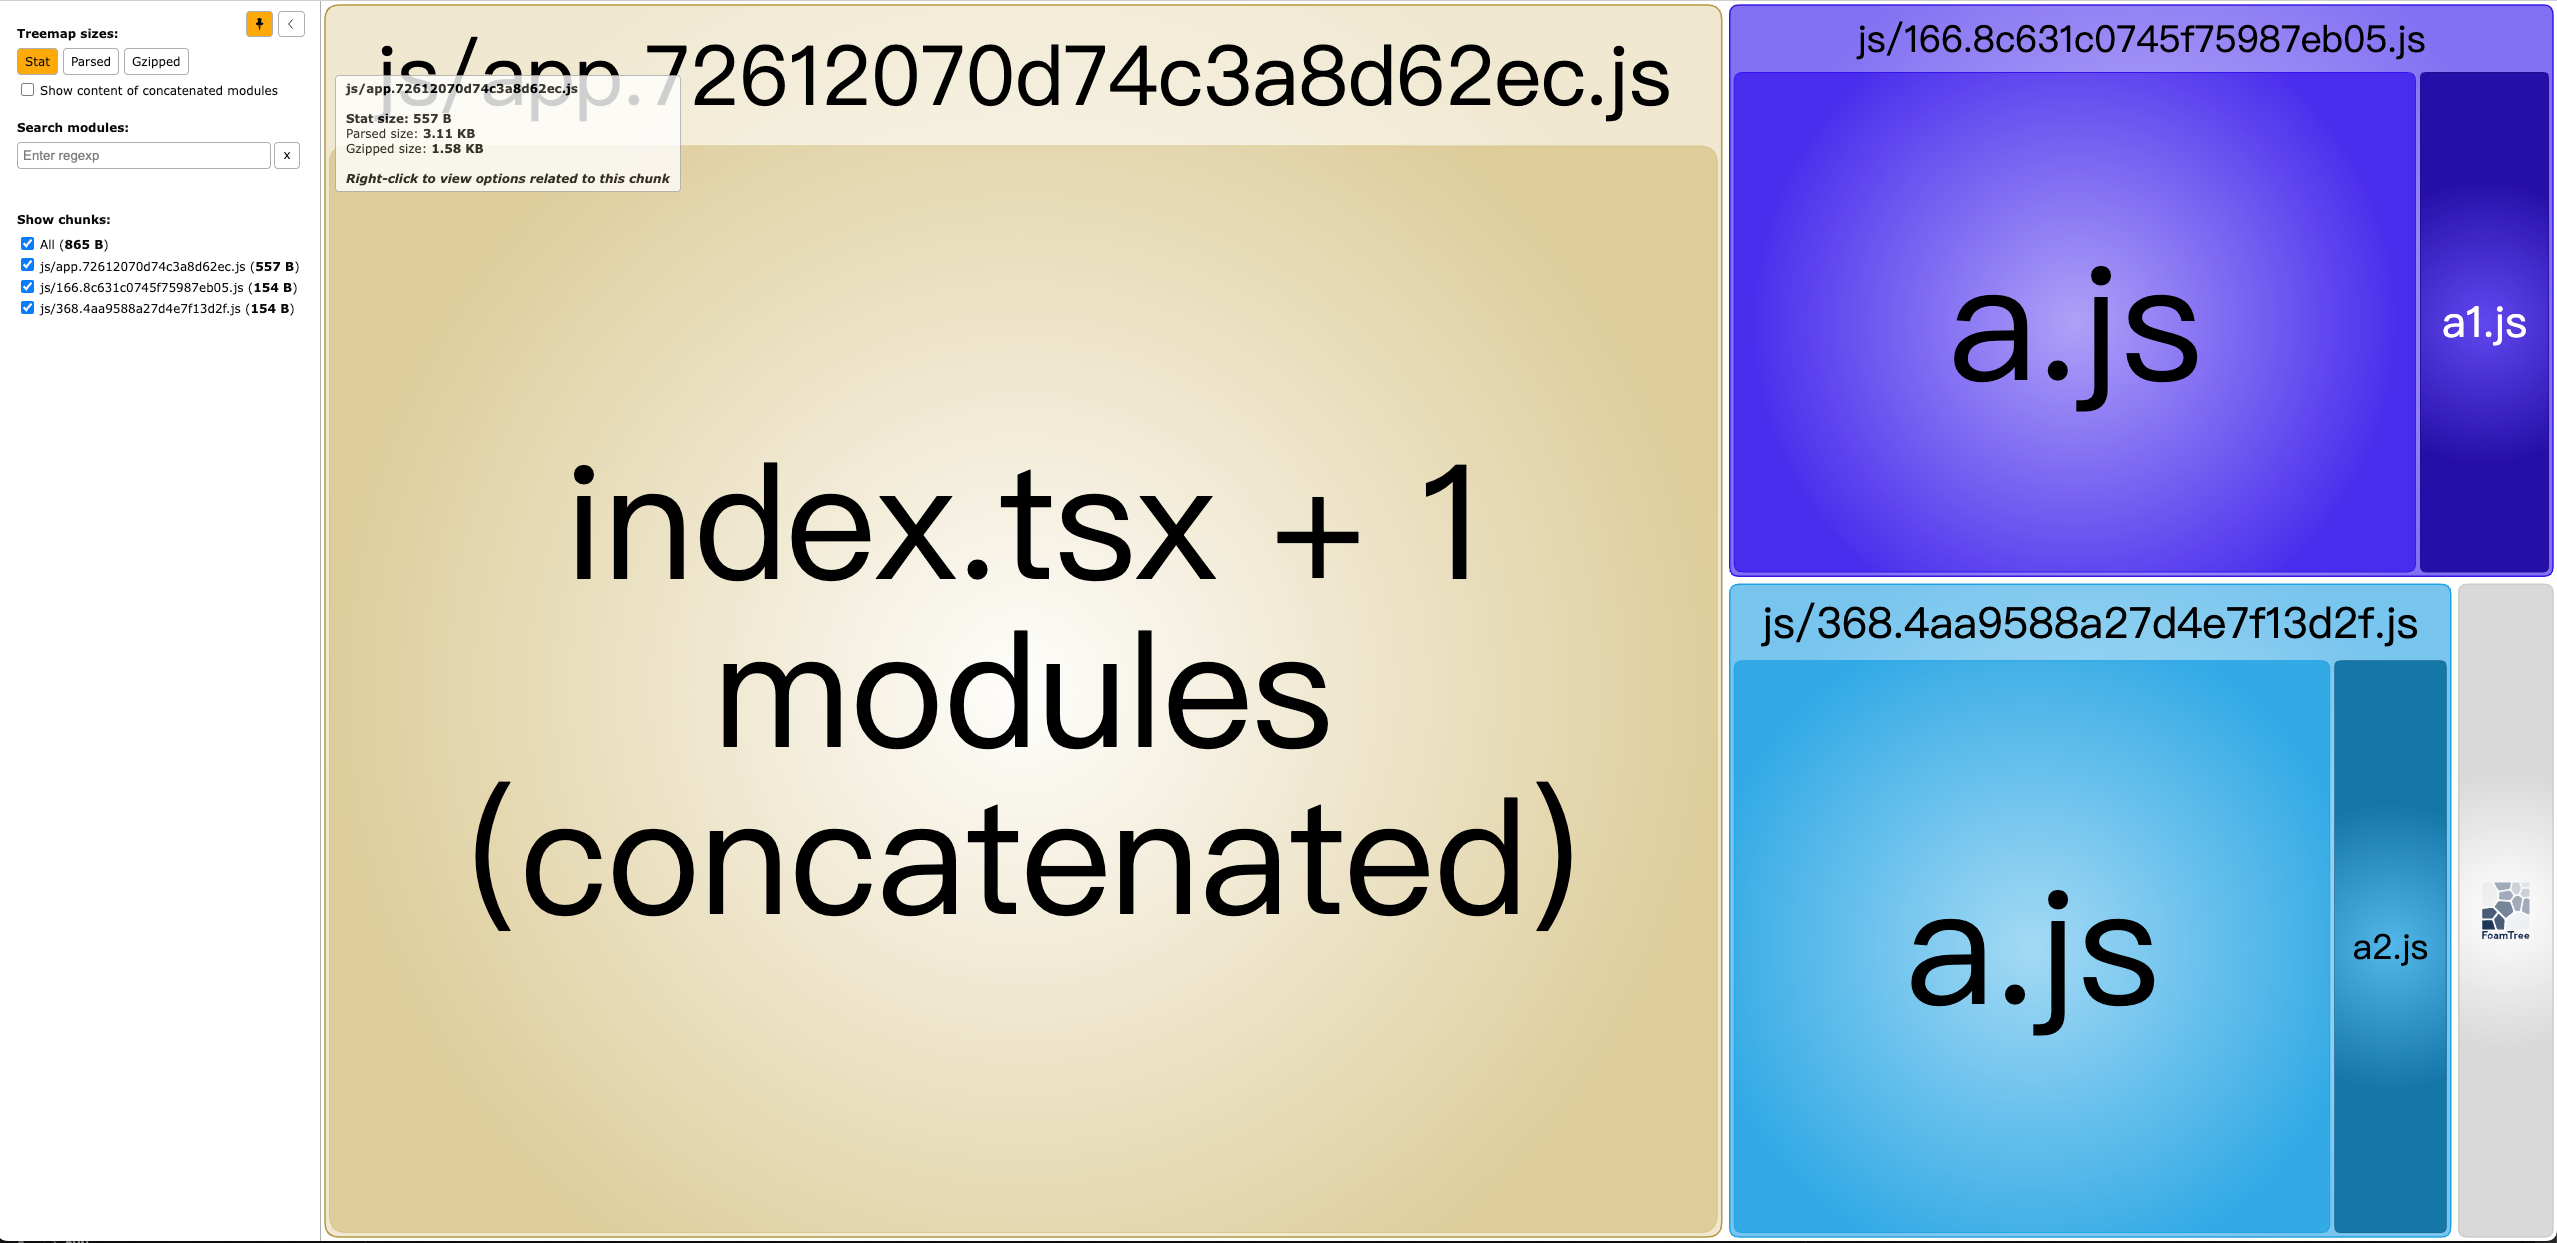 Treemap sizes:
Stat Parsed Gzipped
Show content of concatenated modules
Search modules:
Enter regexp x
Show chunks:
All (865 B)
js/app.72612070d74c3a8d62ec.js (557 B)
js/166.8c631c0745f75987eb05.js (154 B)
js/368.4aa9588a27d4e7f13d2f.js (154 B)
js/app.72612070d74c3a8d62ec.js
js/app.72612070d74c3a8d62ec.js
Stat size: 557 B
Parsed size: 3.11 KB
Gzipped size: 1.58 KB
Right-click to view options related to this chunk
index.tsx + 1
modules
(concatenated)
js/166.8c631c0745f75987eb05.js
a.js
a1.js
js/368.4aa9588a27d4e7f13d2f.js
a.js
a2.js
FoamTree